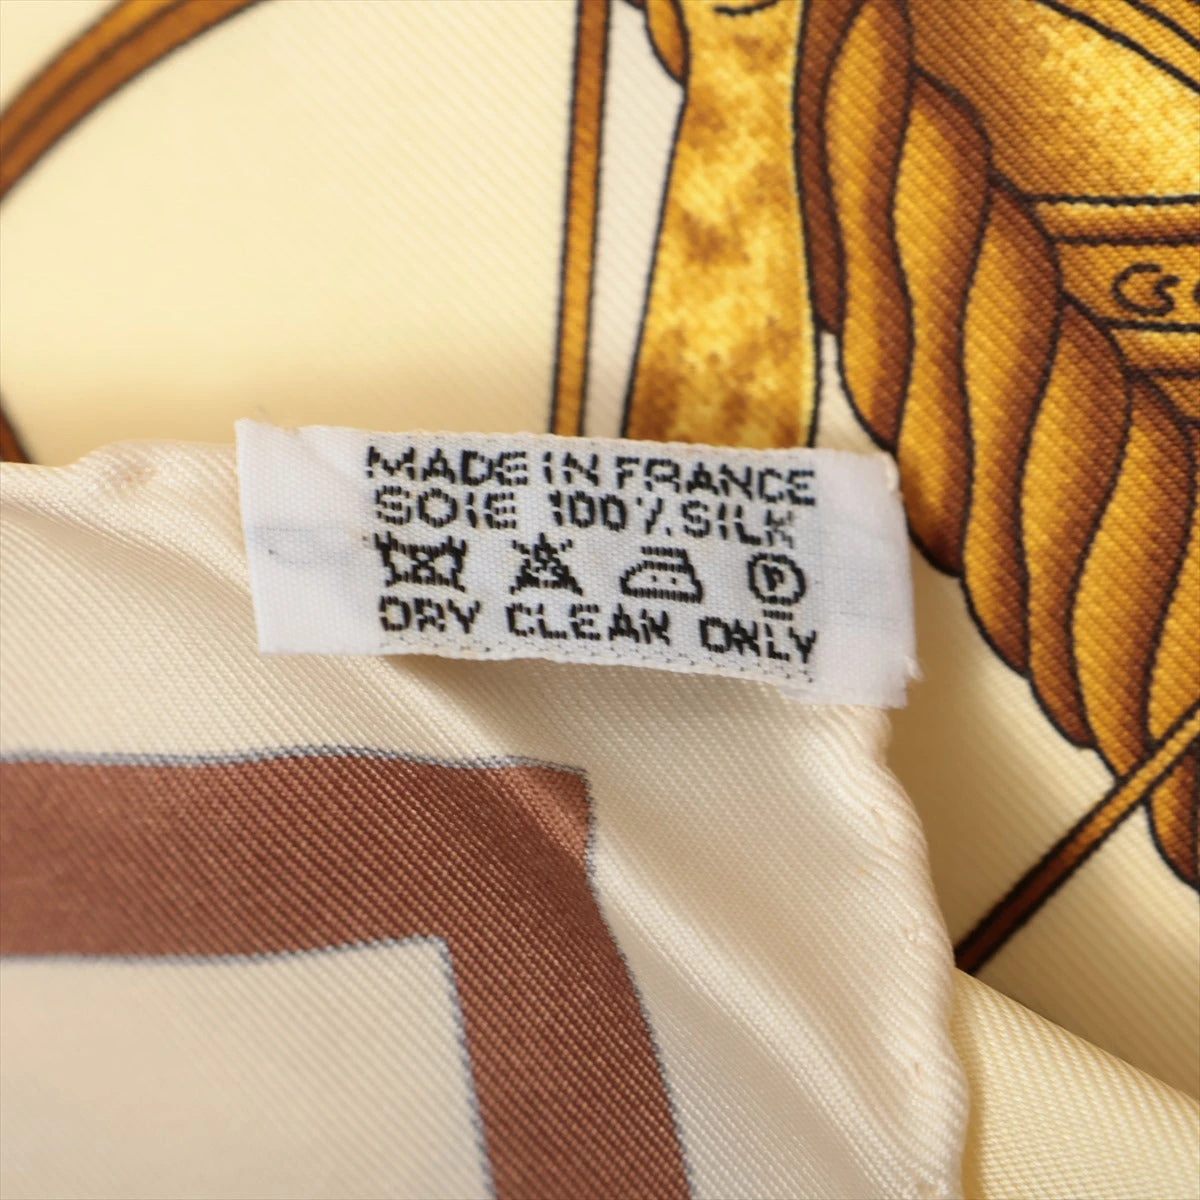 MADE IN FRANCE
SOIE 100% SILK
P
DRY CLEAN ONLY